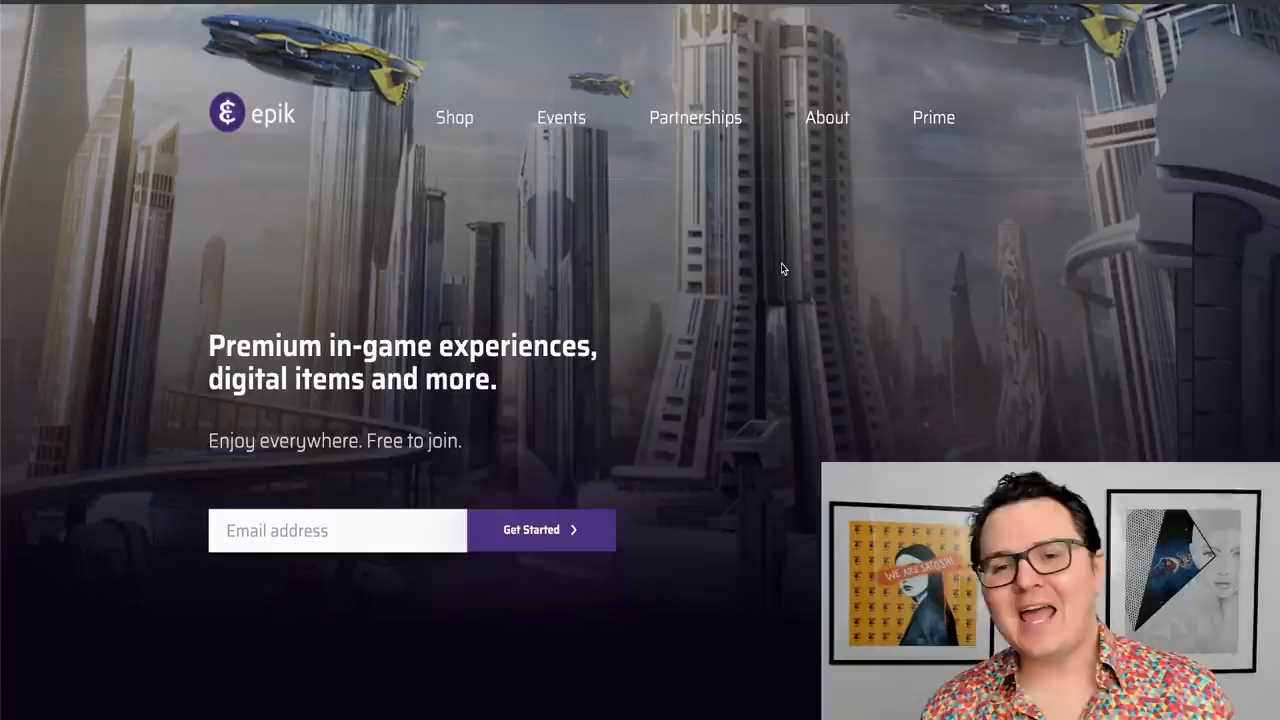 epik
Shop
Events
Partnerships
About
Prime
Premium in-game experiences,
digital items and more.
Enjoy everywhere. Free to join.
Email address
Get Started
WE ARE SATOSHI